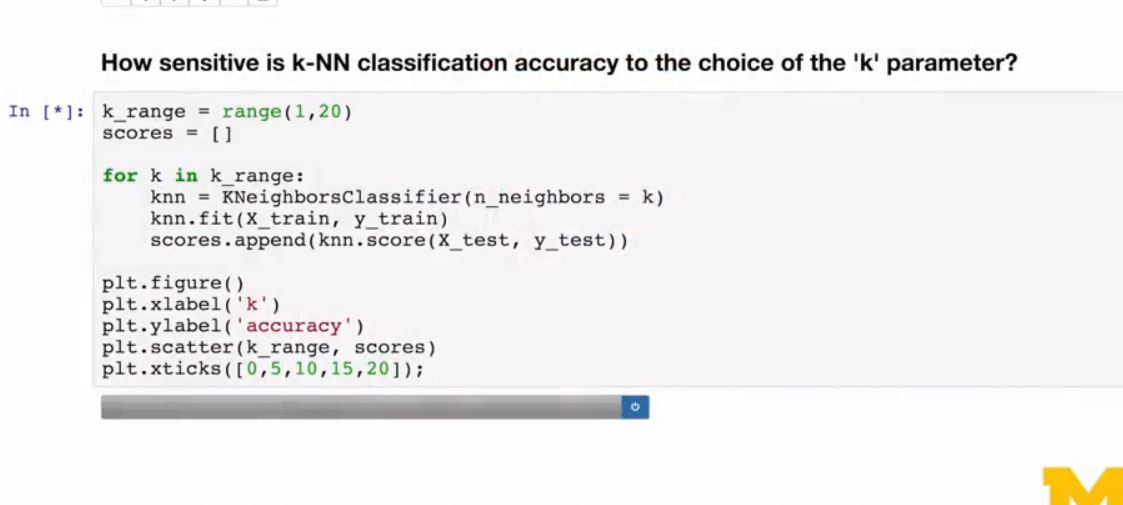 How sensitive is k-NN classification accuracy to the choice of the 'k' parameter?
In [*]: k_range = range(1,20)
scores = []
for k in k_range:
    knn = KNeighborsClassifier(n_neighbors = k)
    knn.fit(X_train, y_train)
    scores.append(knn.score(X_test, y_test))
plt.figure()
plt.xlabel('k')
plt.ylabel('accuracy')
plt.scatter(k_range, scores)
plt.xticks([0,5,10,15,20]);
M